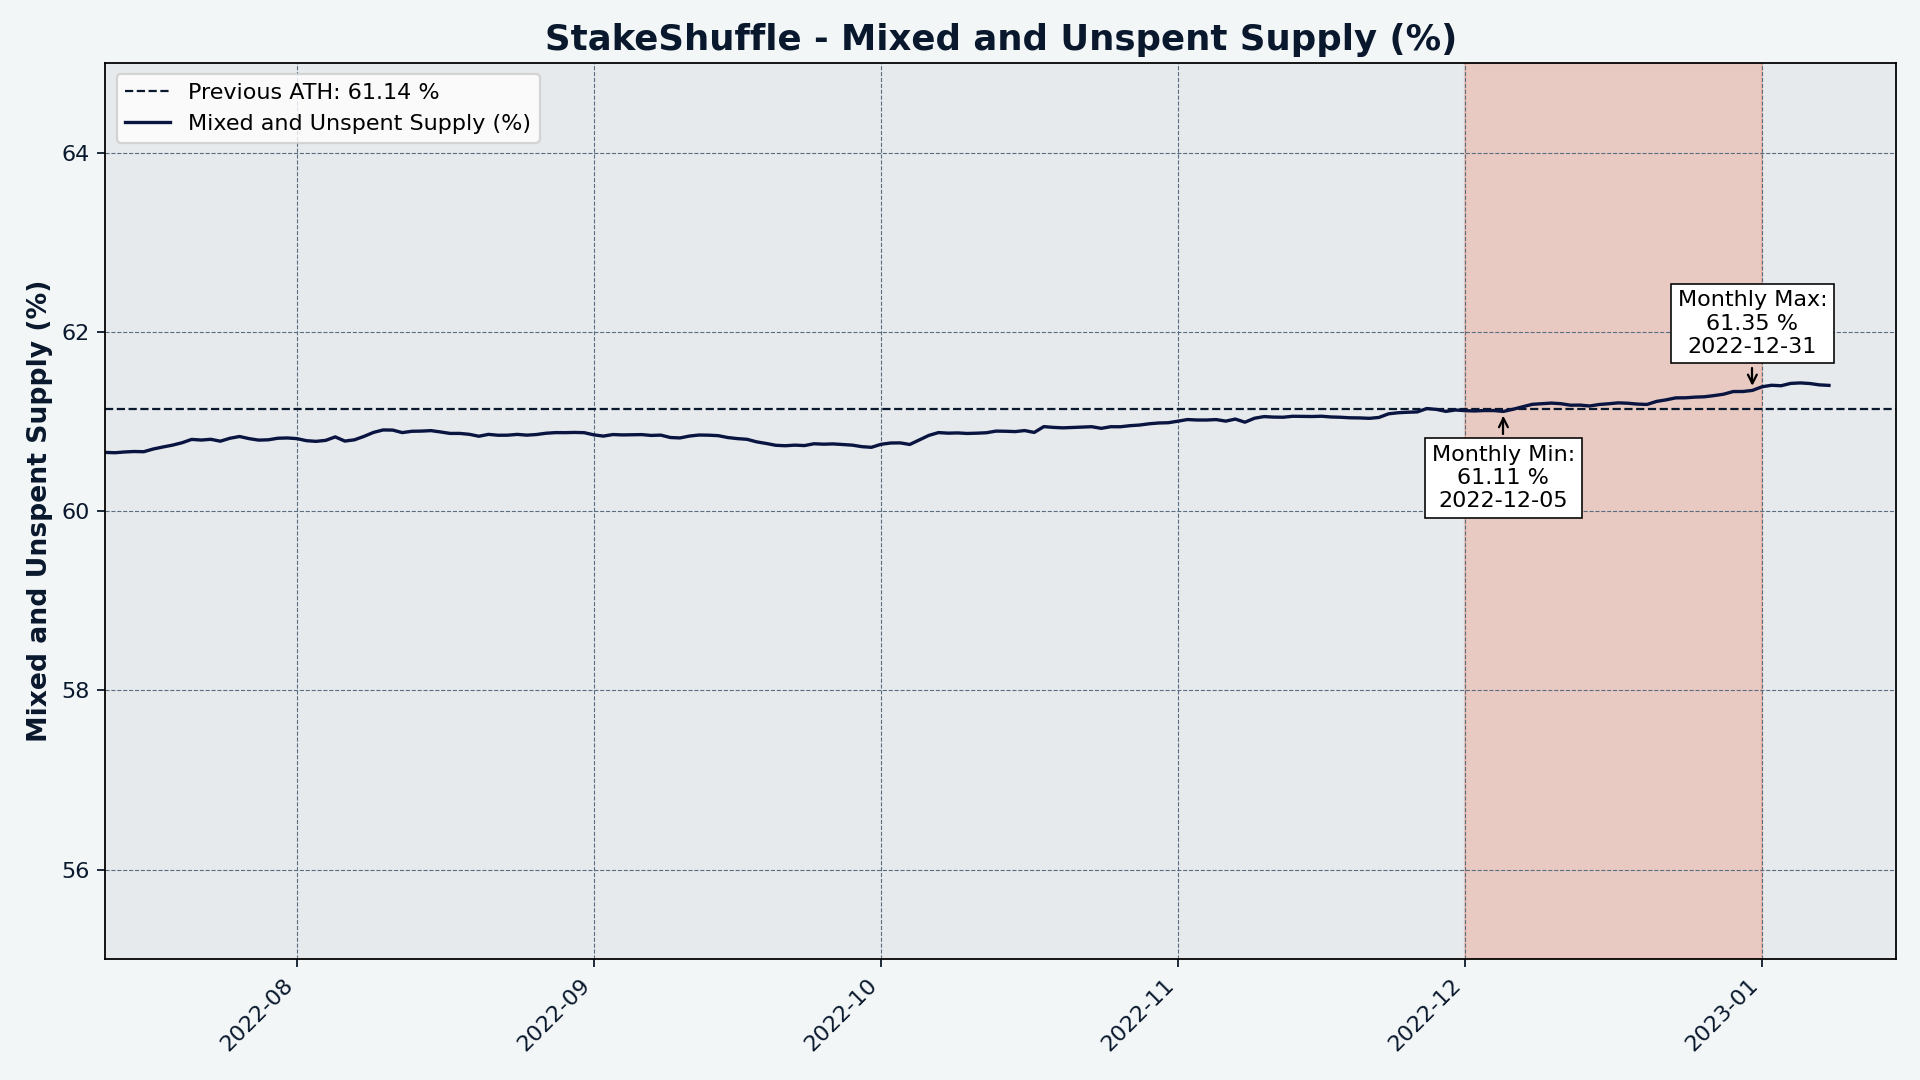 StakeShuffle - Mixed and Unspent Supply (%)
Previous ATH: 61.14 %
Mixed and Unspent Supply (%)
Mixed and Unspent Supply (%)
64
62
60
58
56
Monthly Max:
61.35 %
2022-12-31
Monthly Min:
61.11 %
2022-12-05
2022-08
2022-09
2022-10
2022-11
2022-12
2023-01